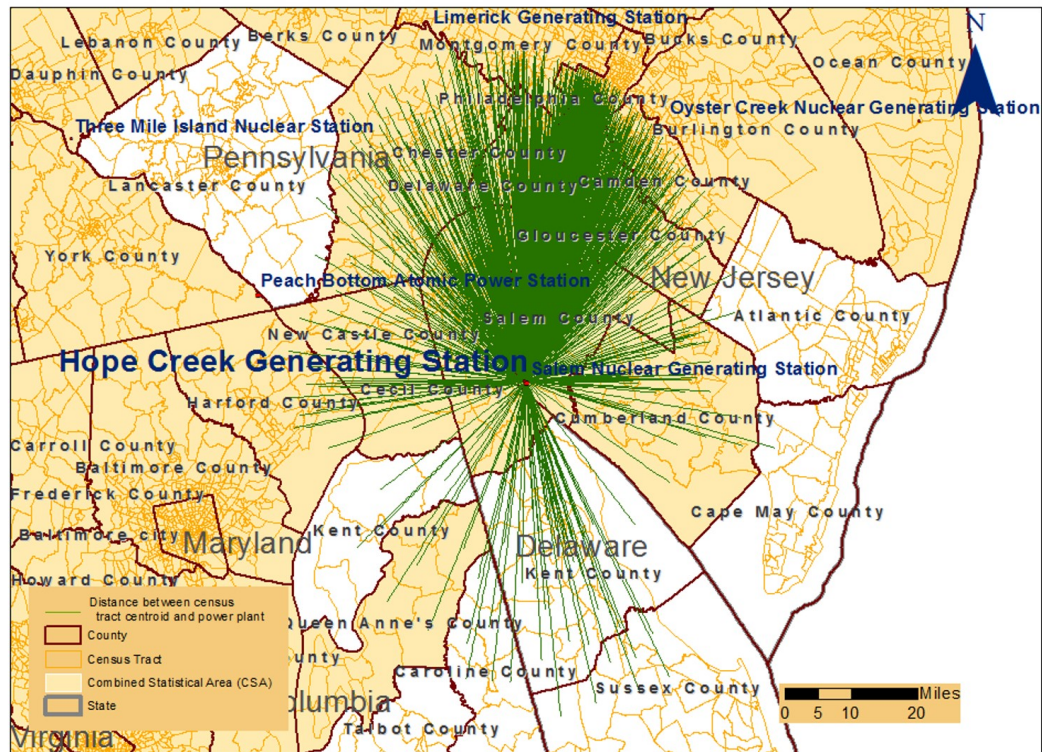 Limerick Generating Station
N
Lebanon County
Berks County
Montgomery County
Bucks County
Ocean County
Dauphin County
Philadelphia County
Oyster Creek Nuclear Generating Station
Three Mile Island Nuclear Station
Burlington County
Pennsylvania
Chester County
Lancaster County
Delaware County
Camden County
Gloucester County
York County
Peach Bottom Atomic Power Station
New Jersey
Salem County
Atlantic County
New Castle County
Hope Creek Generating Station
Salem Nuclear Generating Station
Cecil County
Harford County
Cumberland County
Carroll County
Baltimore County
Frederick County
Cape May County
Baltimore city
Kent County
Maryland
Delaware
Kent County
Howard County
Distance between census
tract centroid and power plant
County
Census Tract
Combined Statistical Area (CSA)
State
Queen Anne's County
ounty
Caroline County
Sussex County
olumbia
Talbot County
Virginia
Miles
0 5 10 20